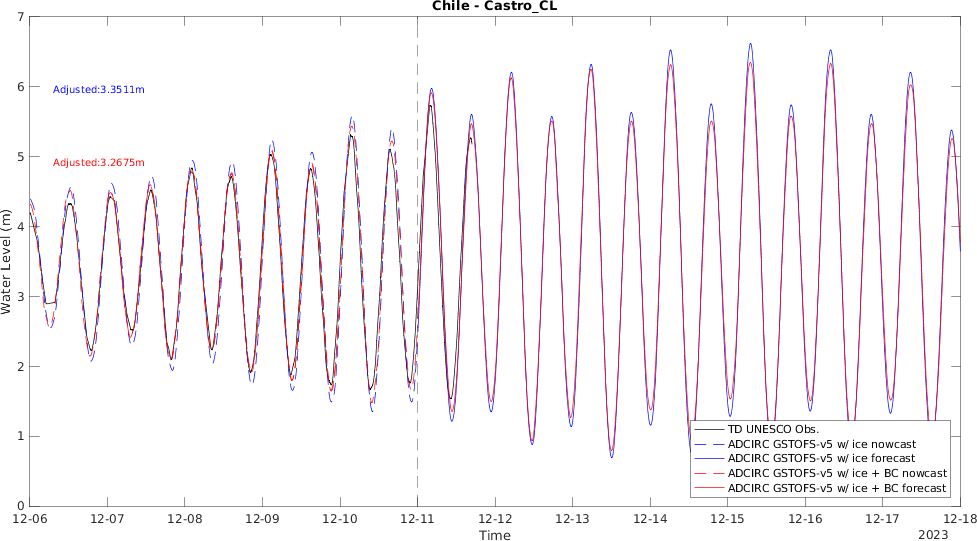 Chile - Castro_CL
7
6
5
4
3
2
1
0
Water Level (m)
Adjusted:3.3511m
Adjusted:3.2675m
TD UNESCO Obs.
ADCIRC GSTOFS-v5 w/ ice nowcast
ADCIRC GSTOFS-v5 w/ ice forecast
ADCIRC GSTOFS-v5 w/ ice + BC nowcast
ADCIRC GSTOFS-v5 w/ ice + BC forecast
12-06 12-07 12-08 12-09 12-10 12-11 12-12 12-13 12-14 12-15 12-16 12-17 12-18
Time
2023